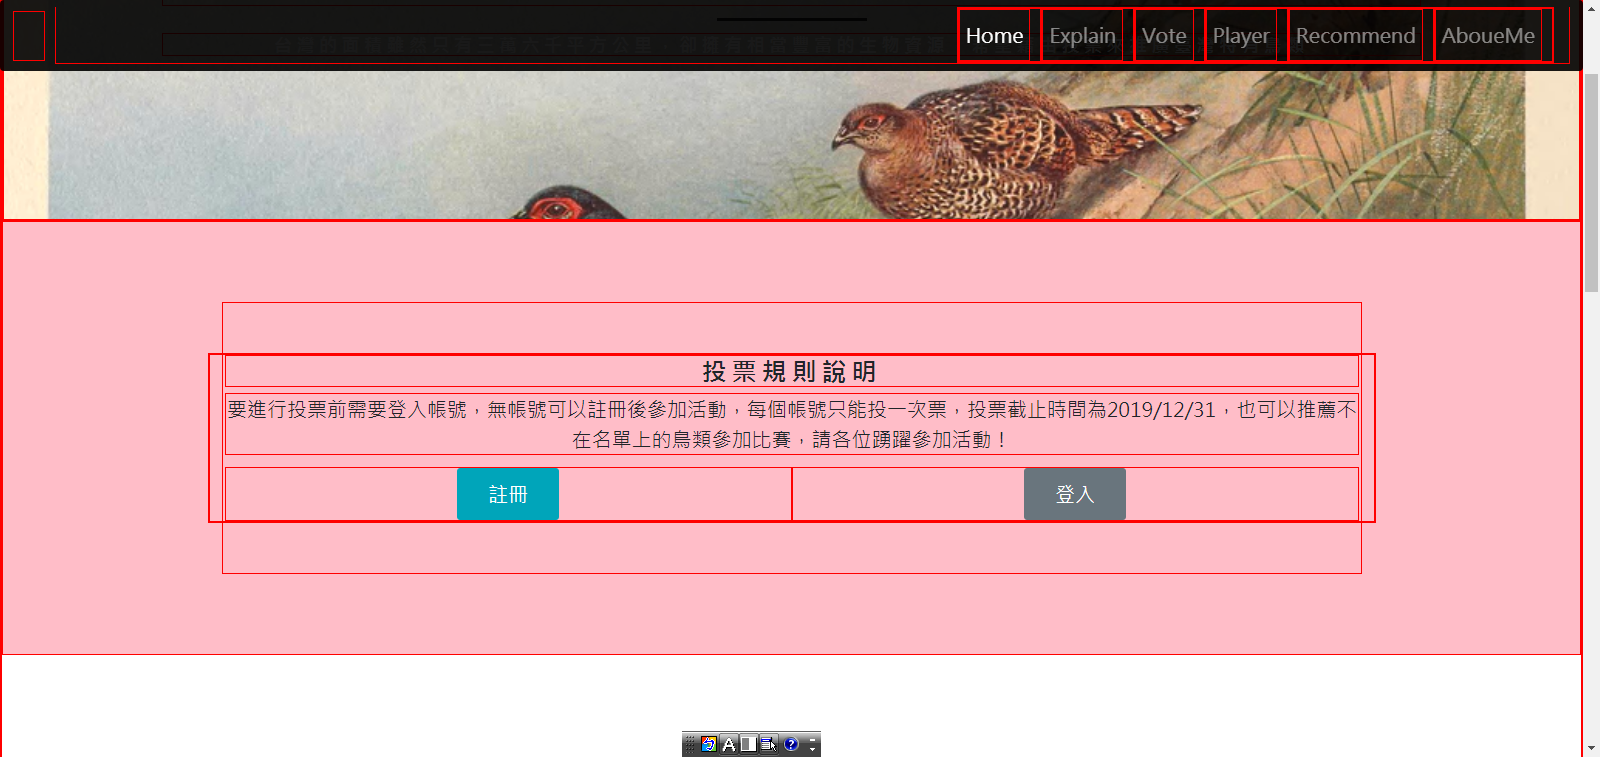 Home Explain Vote Player Recommend AboueMe
投票規則說明
要進行投票前需要登入帳號，無帳號可以註冊後參加活動，每個帳號只能投一次票，投票截止時間為2019/12/31，也可以推薦不
在名單上的鳥類參加比賽，請各位踴躍參加活動！
註冊 登入